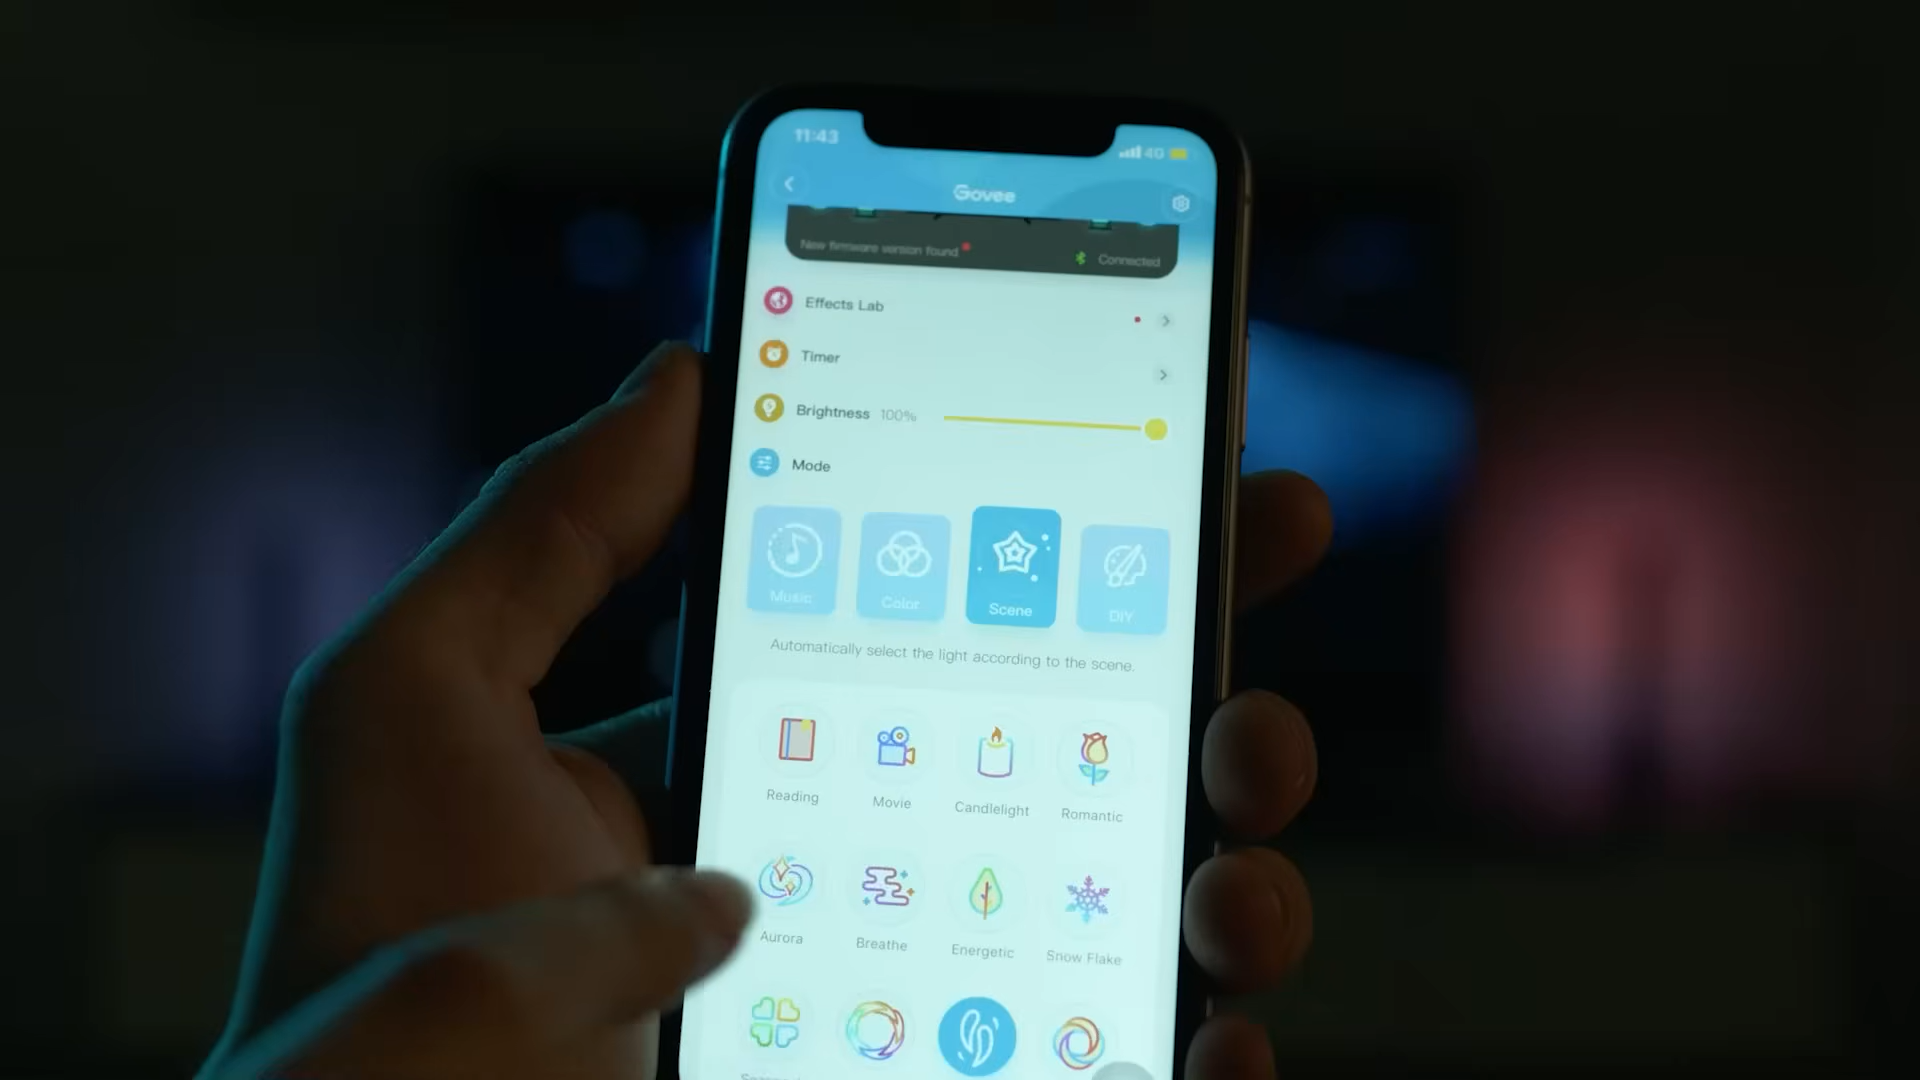 11:43
4G
Govee
New firmware version found
Connected
Effects Lab
Timer
Brightness 100%
Mode
Music
Color
Scene
DIY
Automatically select the light according to the scene.
Reading
Movie
Candlelight
Romantic
Aurora
Breathe
Energetic
Snow Flake